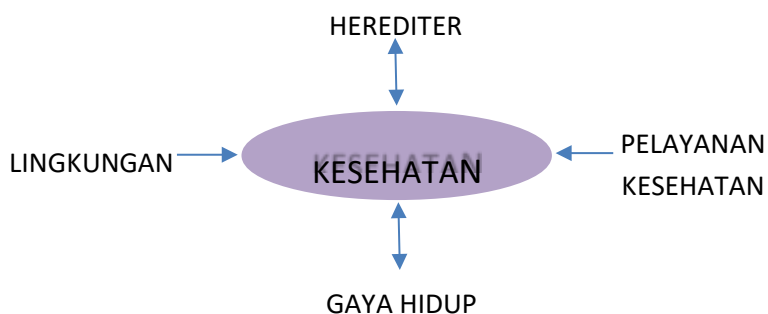 HEREDITER
LINGKUNGAN
KESEHATAN
PELAYANAN
KESEHATAN
GAYA HIDUP